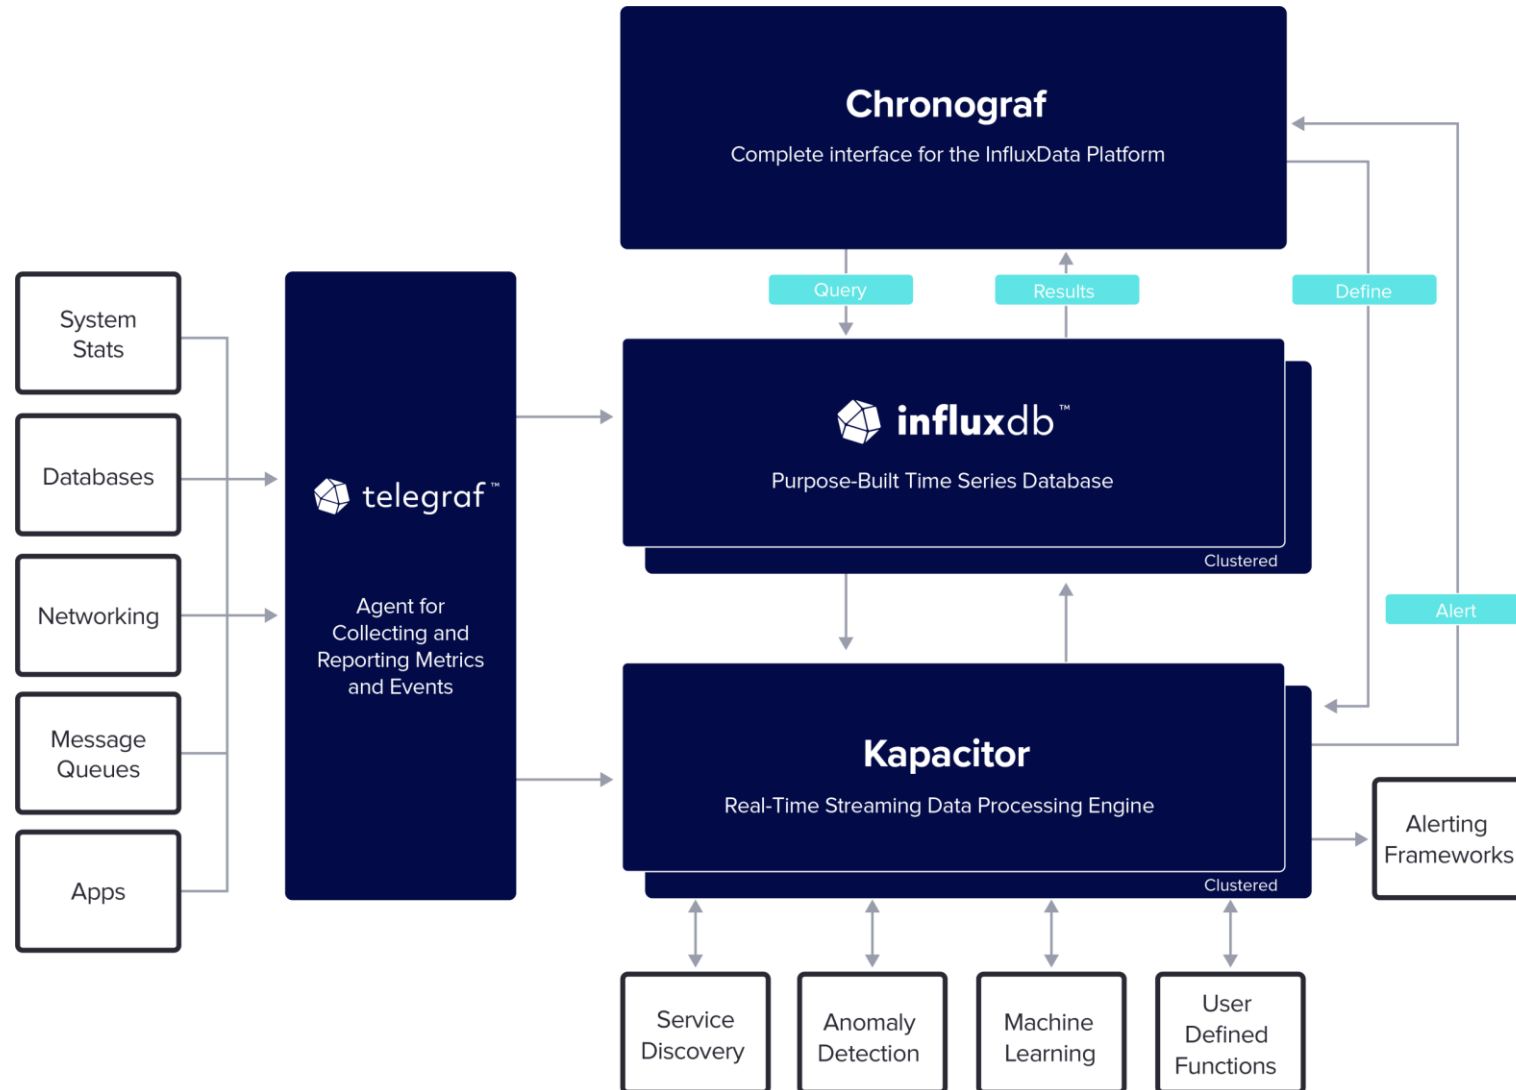 Chronograf
Complete interface for the InfluxData Platform
Query
Results
Define
System
Stats
Databases
Networking
Message
Queues
Apps
telegraf™
Agent for
Collecting and
Reporting Metrics
and Events
influxdb™
Purpose-Built Time Series Database
Clustered
Alert
Kapacitor
Real-Time Streaming Data Processing Engine
Clustered
Alerting
Frameworks
Service
Discovery
Anomaly
Detection
Machine
Learning
User
Defined
Functions